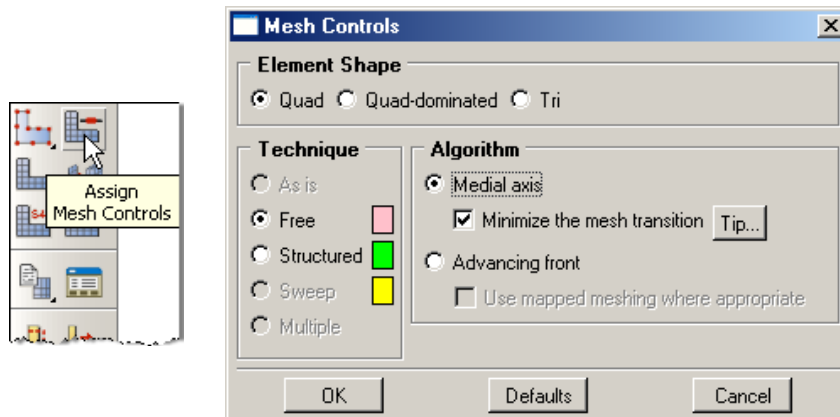 Assign
Mesh Controls
Mesh Controls
Element Shape
Quad Quad-dominated Tri
Technique
As is
Free
Structured
Sweep
Multiple
Algorithm
Medial axis
Minimize the mesh transition Tip...
Advancing front
Use mapped meshing where appropriate
OK Defaults Cancel